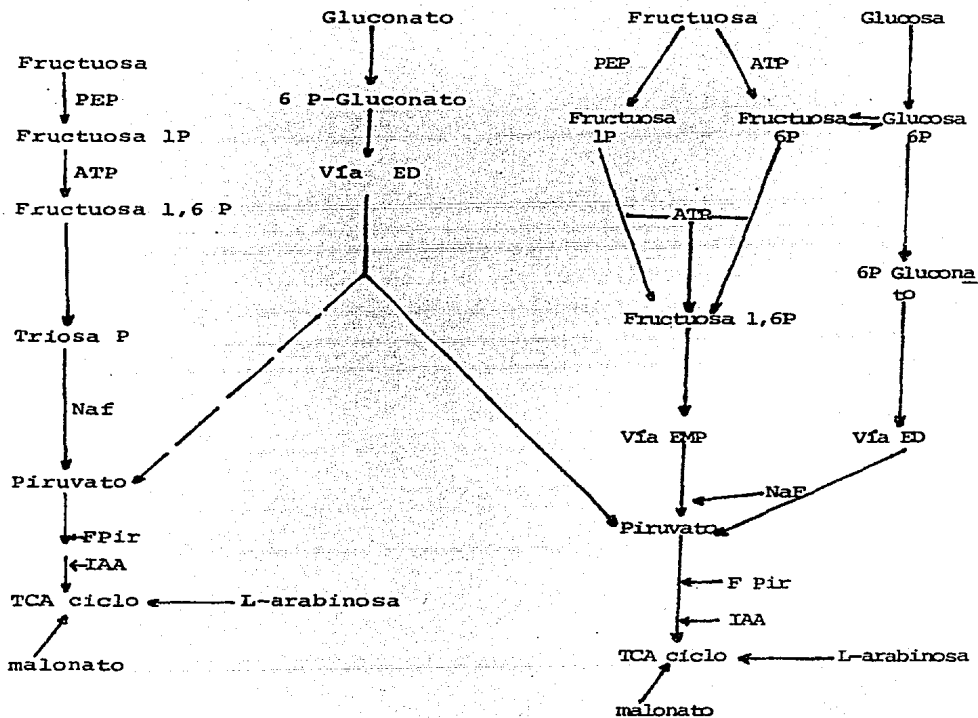 Gluconato
Fructuosa
Glucosa
Fructuosa
PEP
ATP
PEP
6 P-Gluconato
Fructuosa
1P
Fructuosa
6P
Glucosa
6P
Fructuosa 1P
ATP
Vía ED
Fructuosa 1,6 P
ATP
6P Glucona
to
Fructuosa 1,6P
Triosa P
Naf
Vía EMP
Vía ED
Piruvato
NaF
Piruvato
FPir
IAA
F Pir
TCA ciclo
L-arabinosa
IAA
malonato
TCA ciclo
L-arabinosa
malonato